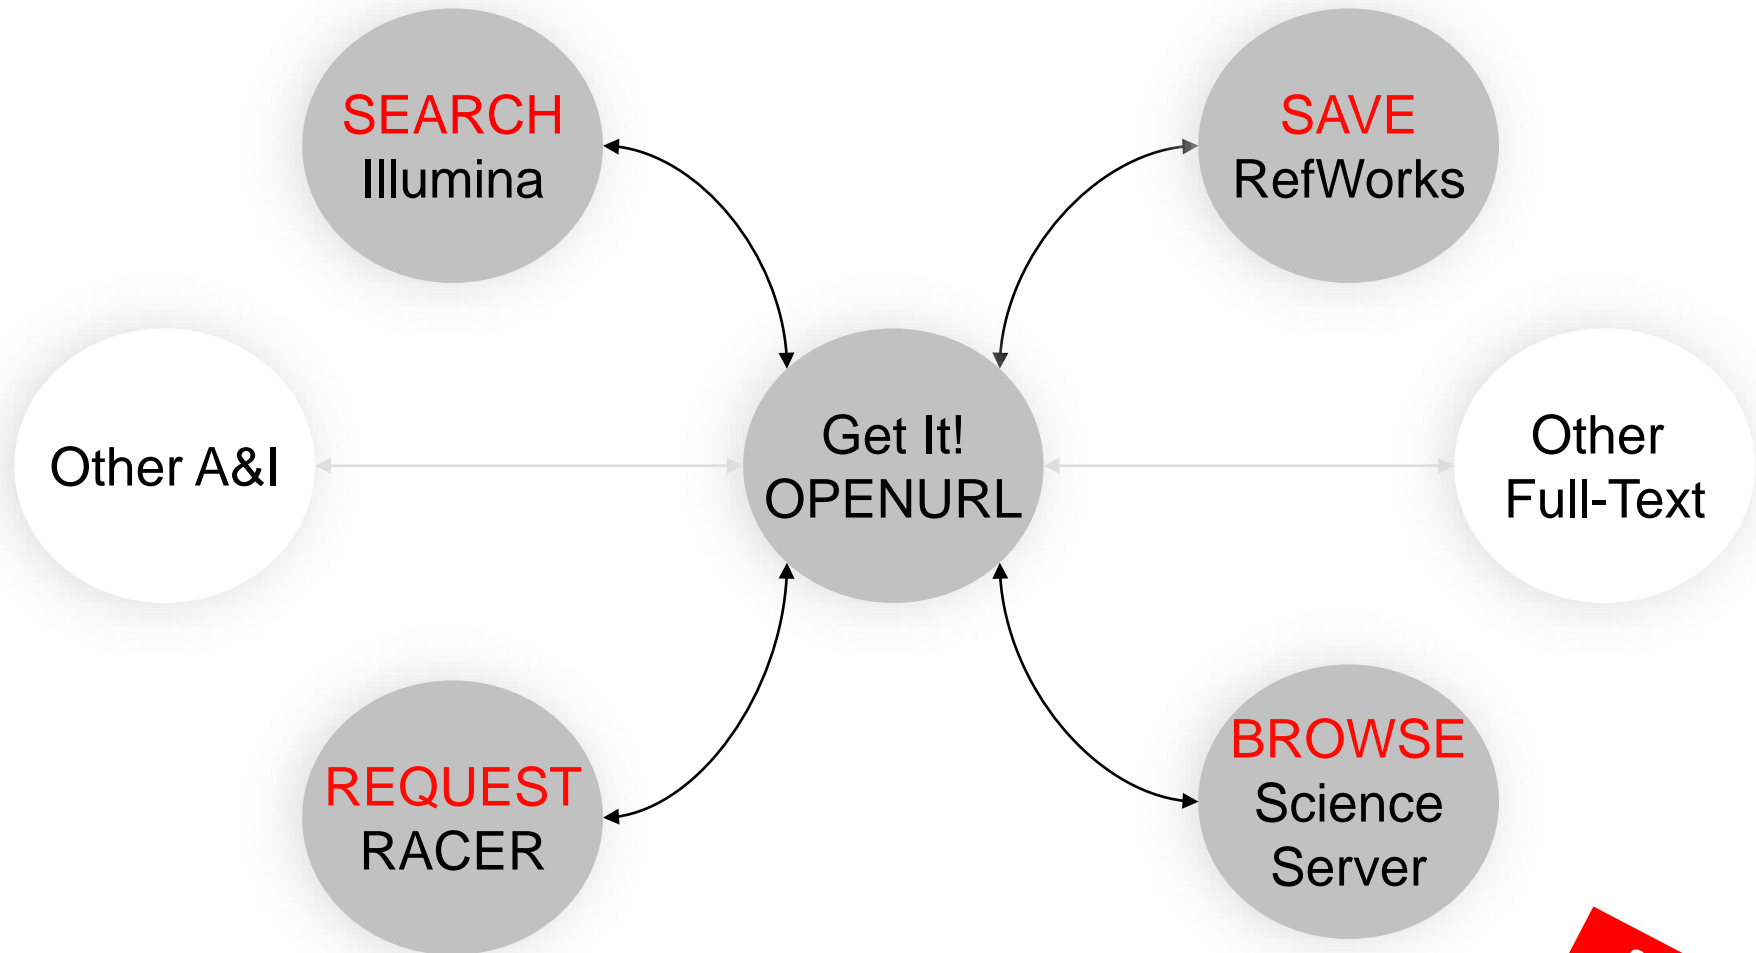 SEARCH
Illumina
SAVE
RefWorks
Other A&I
Get It!
OPENURL
Other
Full-Text
REQUEST
RACER
BROWSE
Science
Server